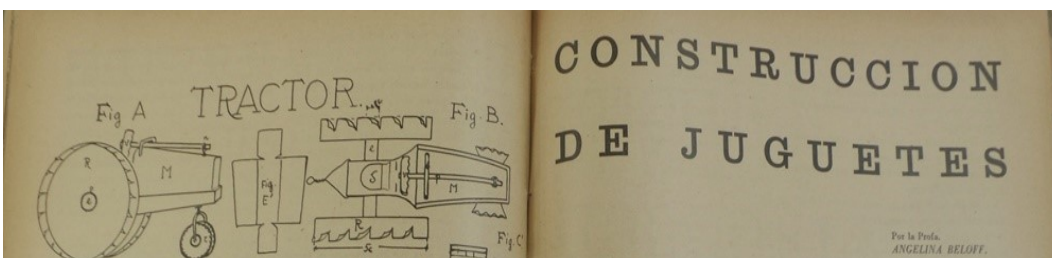 TRACTOR.
Fig A
Fig. B.
R
M
Fig.
E
S
M
R
Fig. C
CONSTRUCCION
DE JUGUETES
Por la Profa.
ANGELINA BELOFF.